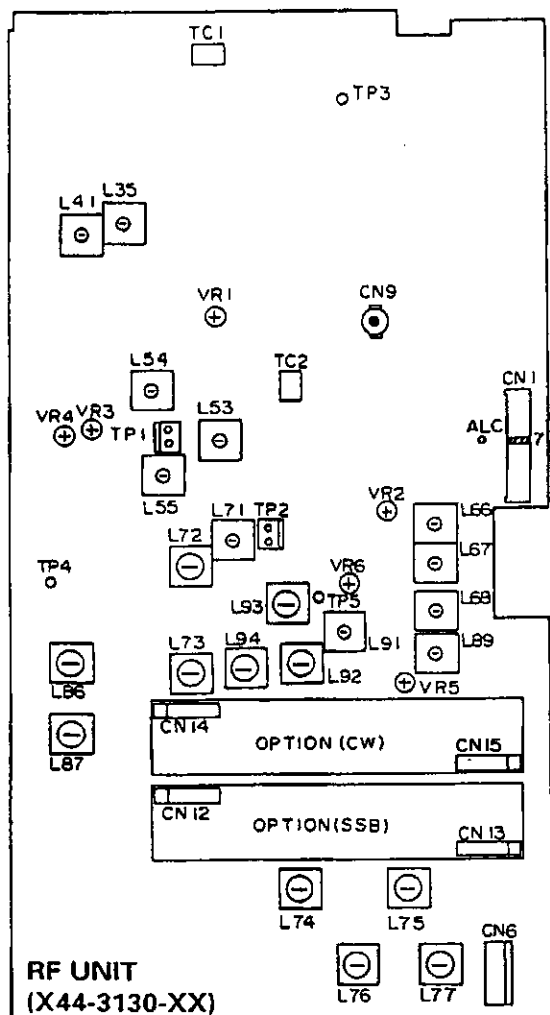 TC1
TP3
L41 L35
VR1
CN9
L54
TC2
CN1
VR4 VR3
TP1
L53
ALC
7
L55
VR2
L66
L71 TP2
L72
L67
TP4
VR6
L93
TP5
L68
L73
L94
L92
L91
L89
L86
VR5
CN14
OPTION (CW)
CN15
L87
CN12
OPTION(SSB)
CN13
L74
L75
CN6
L76
L77
RF UNIT
(X44-3130-XX)